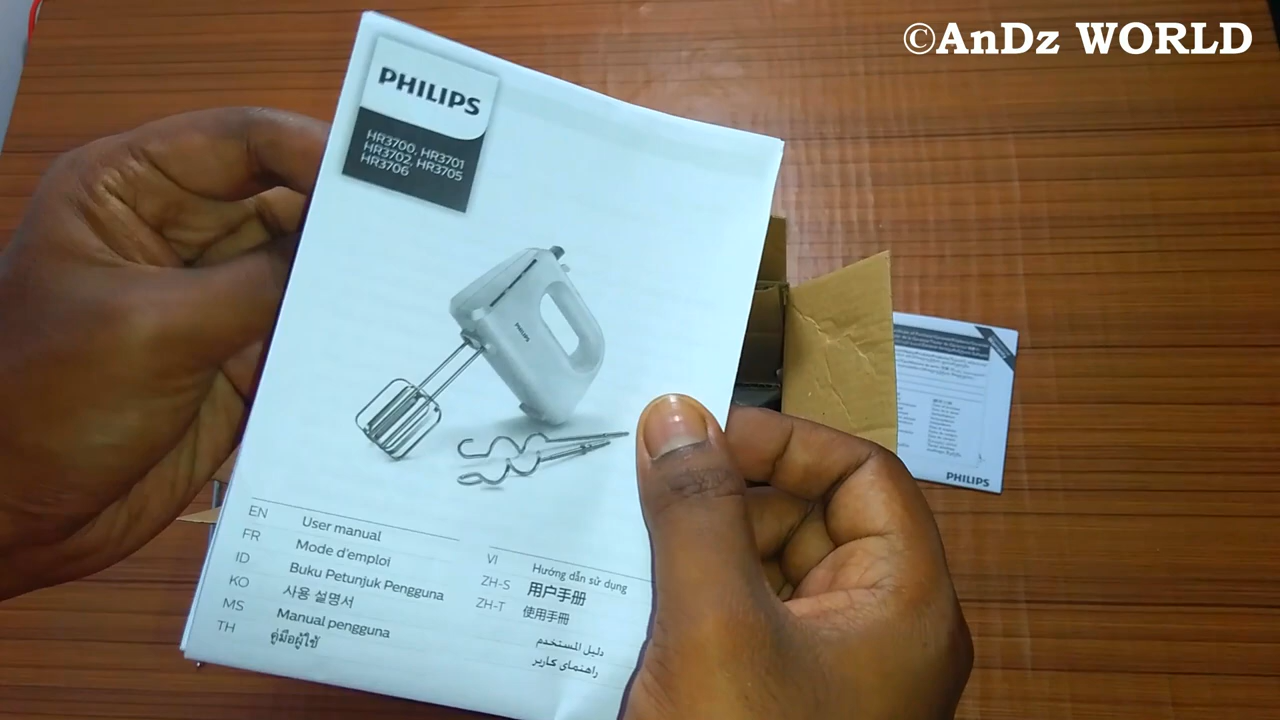 ©AnDz WORLD
PHILIPS
HR3700, HR3701
HR3702, HR3705
HR3706
PHILIPS
EN User manual
FR Mode d'emploi
ID Buku Petunjuk Pengguna
KO 사용 설명서
MS Manual pengguna
TH คู่มือผู้ใช้
VI Hướng dẫn sử dụng
ZH-S 用户手册
ZH-T 使用手冊
دليل المستخدم
راهنمای کاربر
PHILIPS